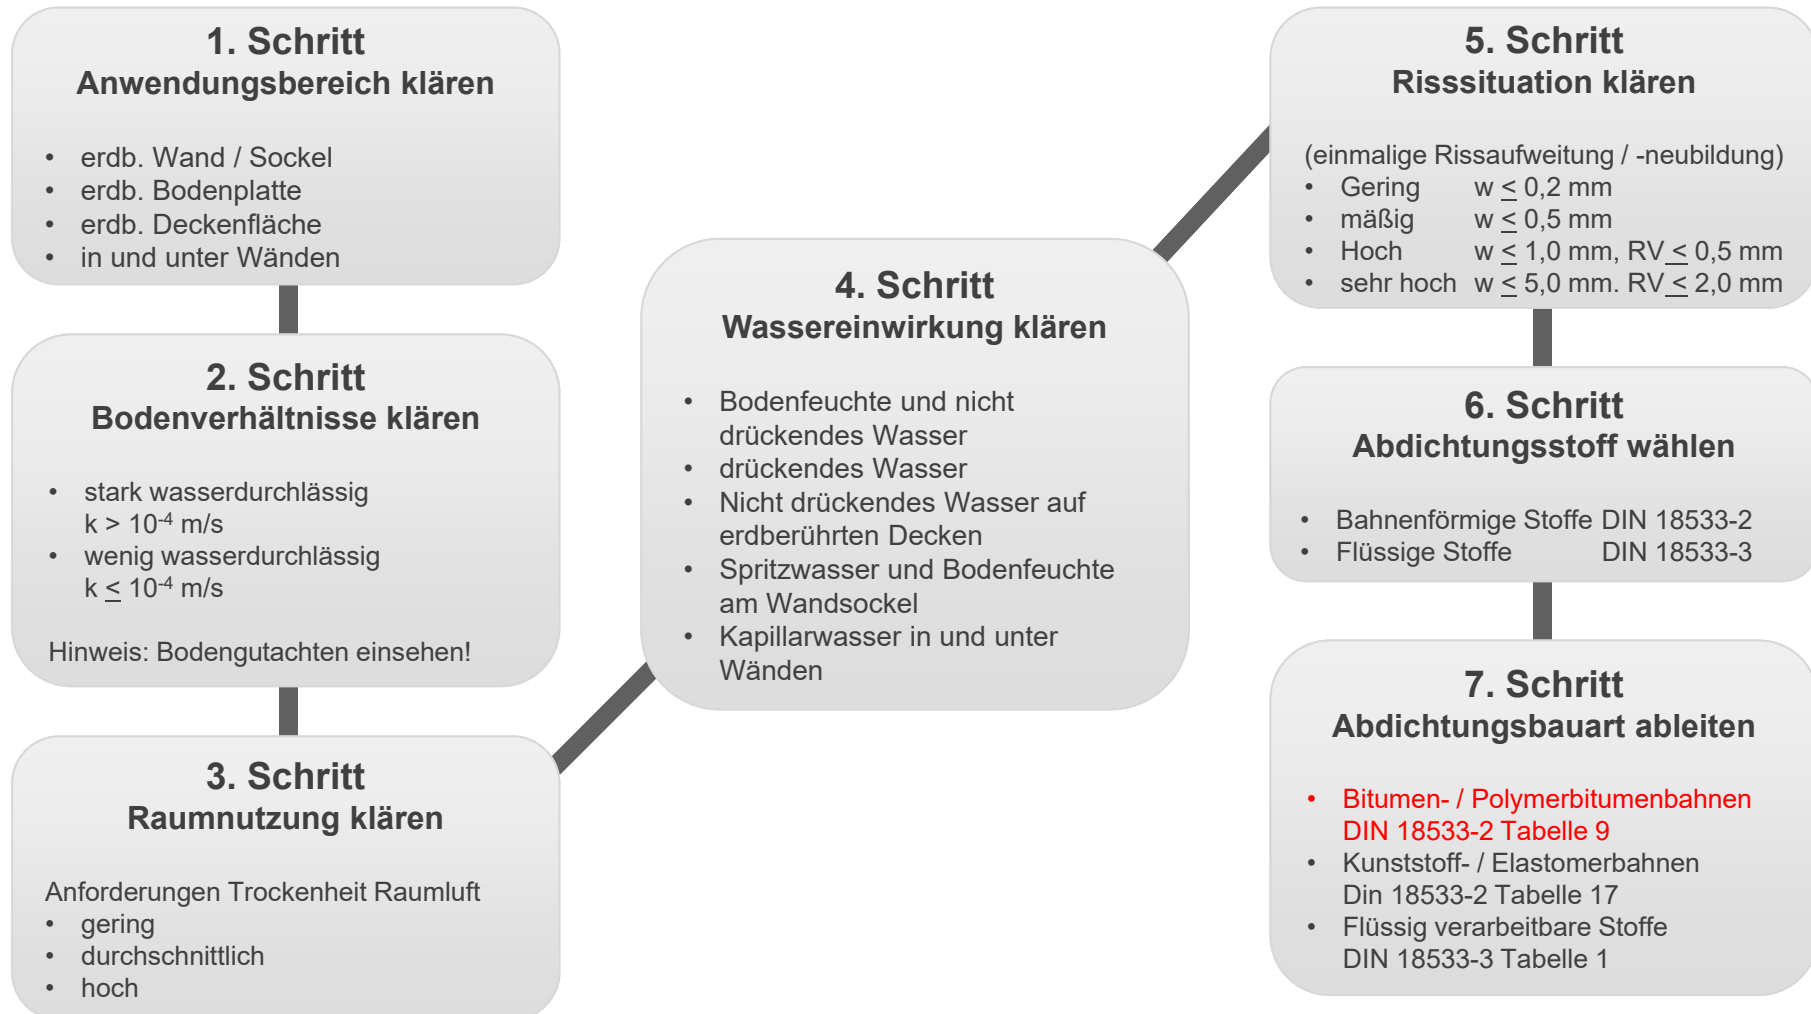 1. Schritt
Anwendungsbereich klären
• erdb. Wand / Sockel
• erdb. Bodenplatte
• erdb. Deckenfläche
• in und unter Wänden
2. Schritt
Bodenverhältnisse klären
• stark wasserdurchlässig
k > 10⁻⁴ m/s
• wenig wasserdurchlässig
k ≤ 10⁻⁴ m/s
Hinweis: Bodengutachten einsehen!
3. Schritt
Raumnutzung klären
Anforderungen Trockenheit Raumluft
• gering
• durchschnittlich
• hoch
4. Schritt
Wassereinwirkung klären
• Bodenfeuchte und nicht
drückendes Wasser
• drückendes Wasser
• Nicht drückendes Wasser auf
erdberührten Decken
• Spritzwasser und Bodenfeuchte
am Wandsockel
• Kapillarwasser in und unter
Wänden
5. Schritt
Risssituation klären
(einmalige Rissaufweitung / -neubildung)
• Gering w ≤ 0,2 mm
• mäßig w ≤ 0,5 mm
• Hoch w ≤ 1,0 mm, RV ≤ 0,5 mm
• sehr hoch w ≤ 5,0 mm. RV ≤ 2,0 mm
6. Schritt
Abdichtungsstoff wählen
• Bahnenförmige Stoffe DIN 18533-2
• Flüssige Stoffe DIN 18533-3
7. Schritt
Abdichtungsbauart ableiten
• Bitumen- / Polymerbitumenbahnen
DIN 18533-2 Tabelle 9
• Kunststoff- / Elastomerbahnen
Din 18533-2 Tabelle 17
• Flüssig verarbeitbare Stoffe
DIN 18533-3 Tabelle 1